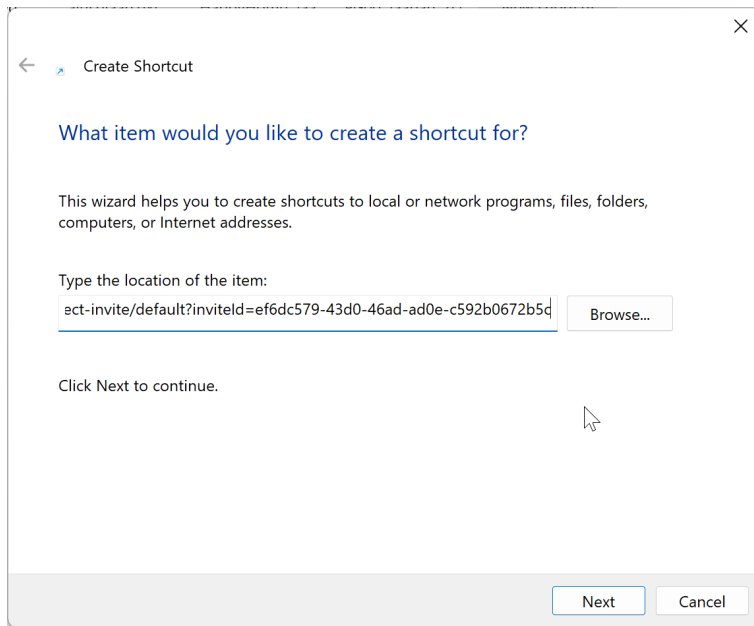 Create Shortcut
What item would you like to create a shortcut for?
This wizard helps you to create shortcuts to local or network programs, files, folders,
computers, or Internet addresses.
Type the location of the item:
ect-invite/default?inviteId=ef6dc579-43d0-46ad-ad0e-c592b0672b5c
Browse...
Click Next to continue.
Next
Cancel